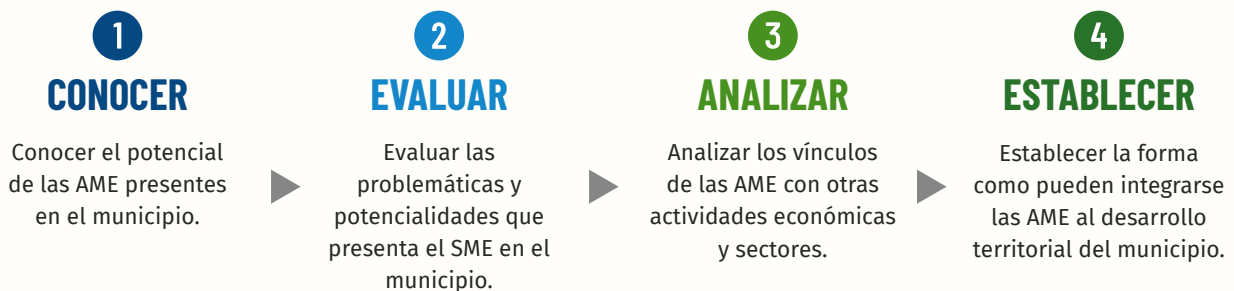 1
CONOCER
Conocer el potencial
de las AME presentes
en el municipio.
2
EVALUAR
Evaluar las
problemáticas y
potencialidades que
presenta el SME en el
municipio.
3
ANALIZAR
Analizar los vínculos
de las AME con otras
actividades económicas
y sectores.
4
ESTABLECER
Establecer la forma
como pueden integrarse
las AME al desarrollo
territorial del municipio.